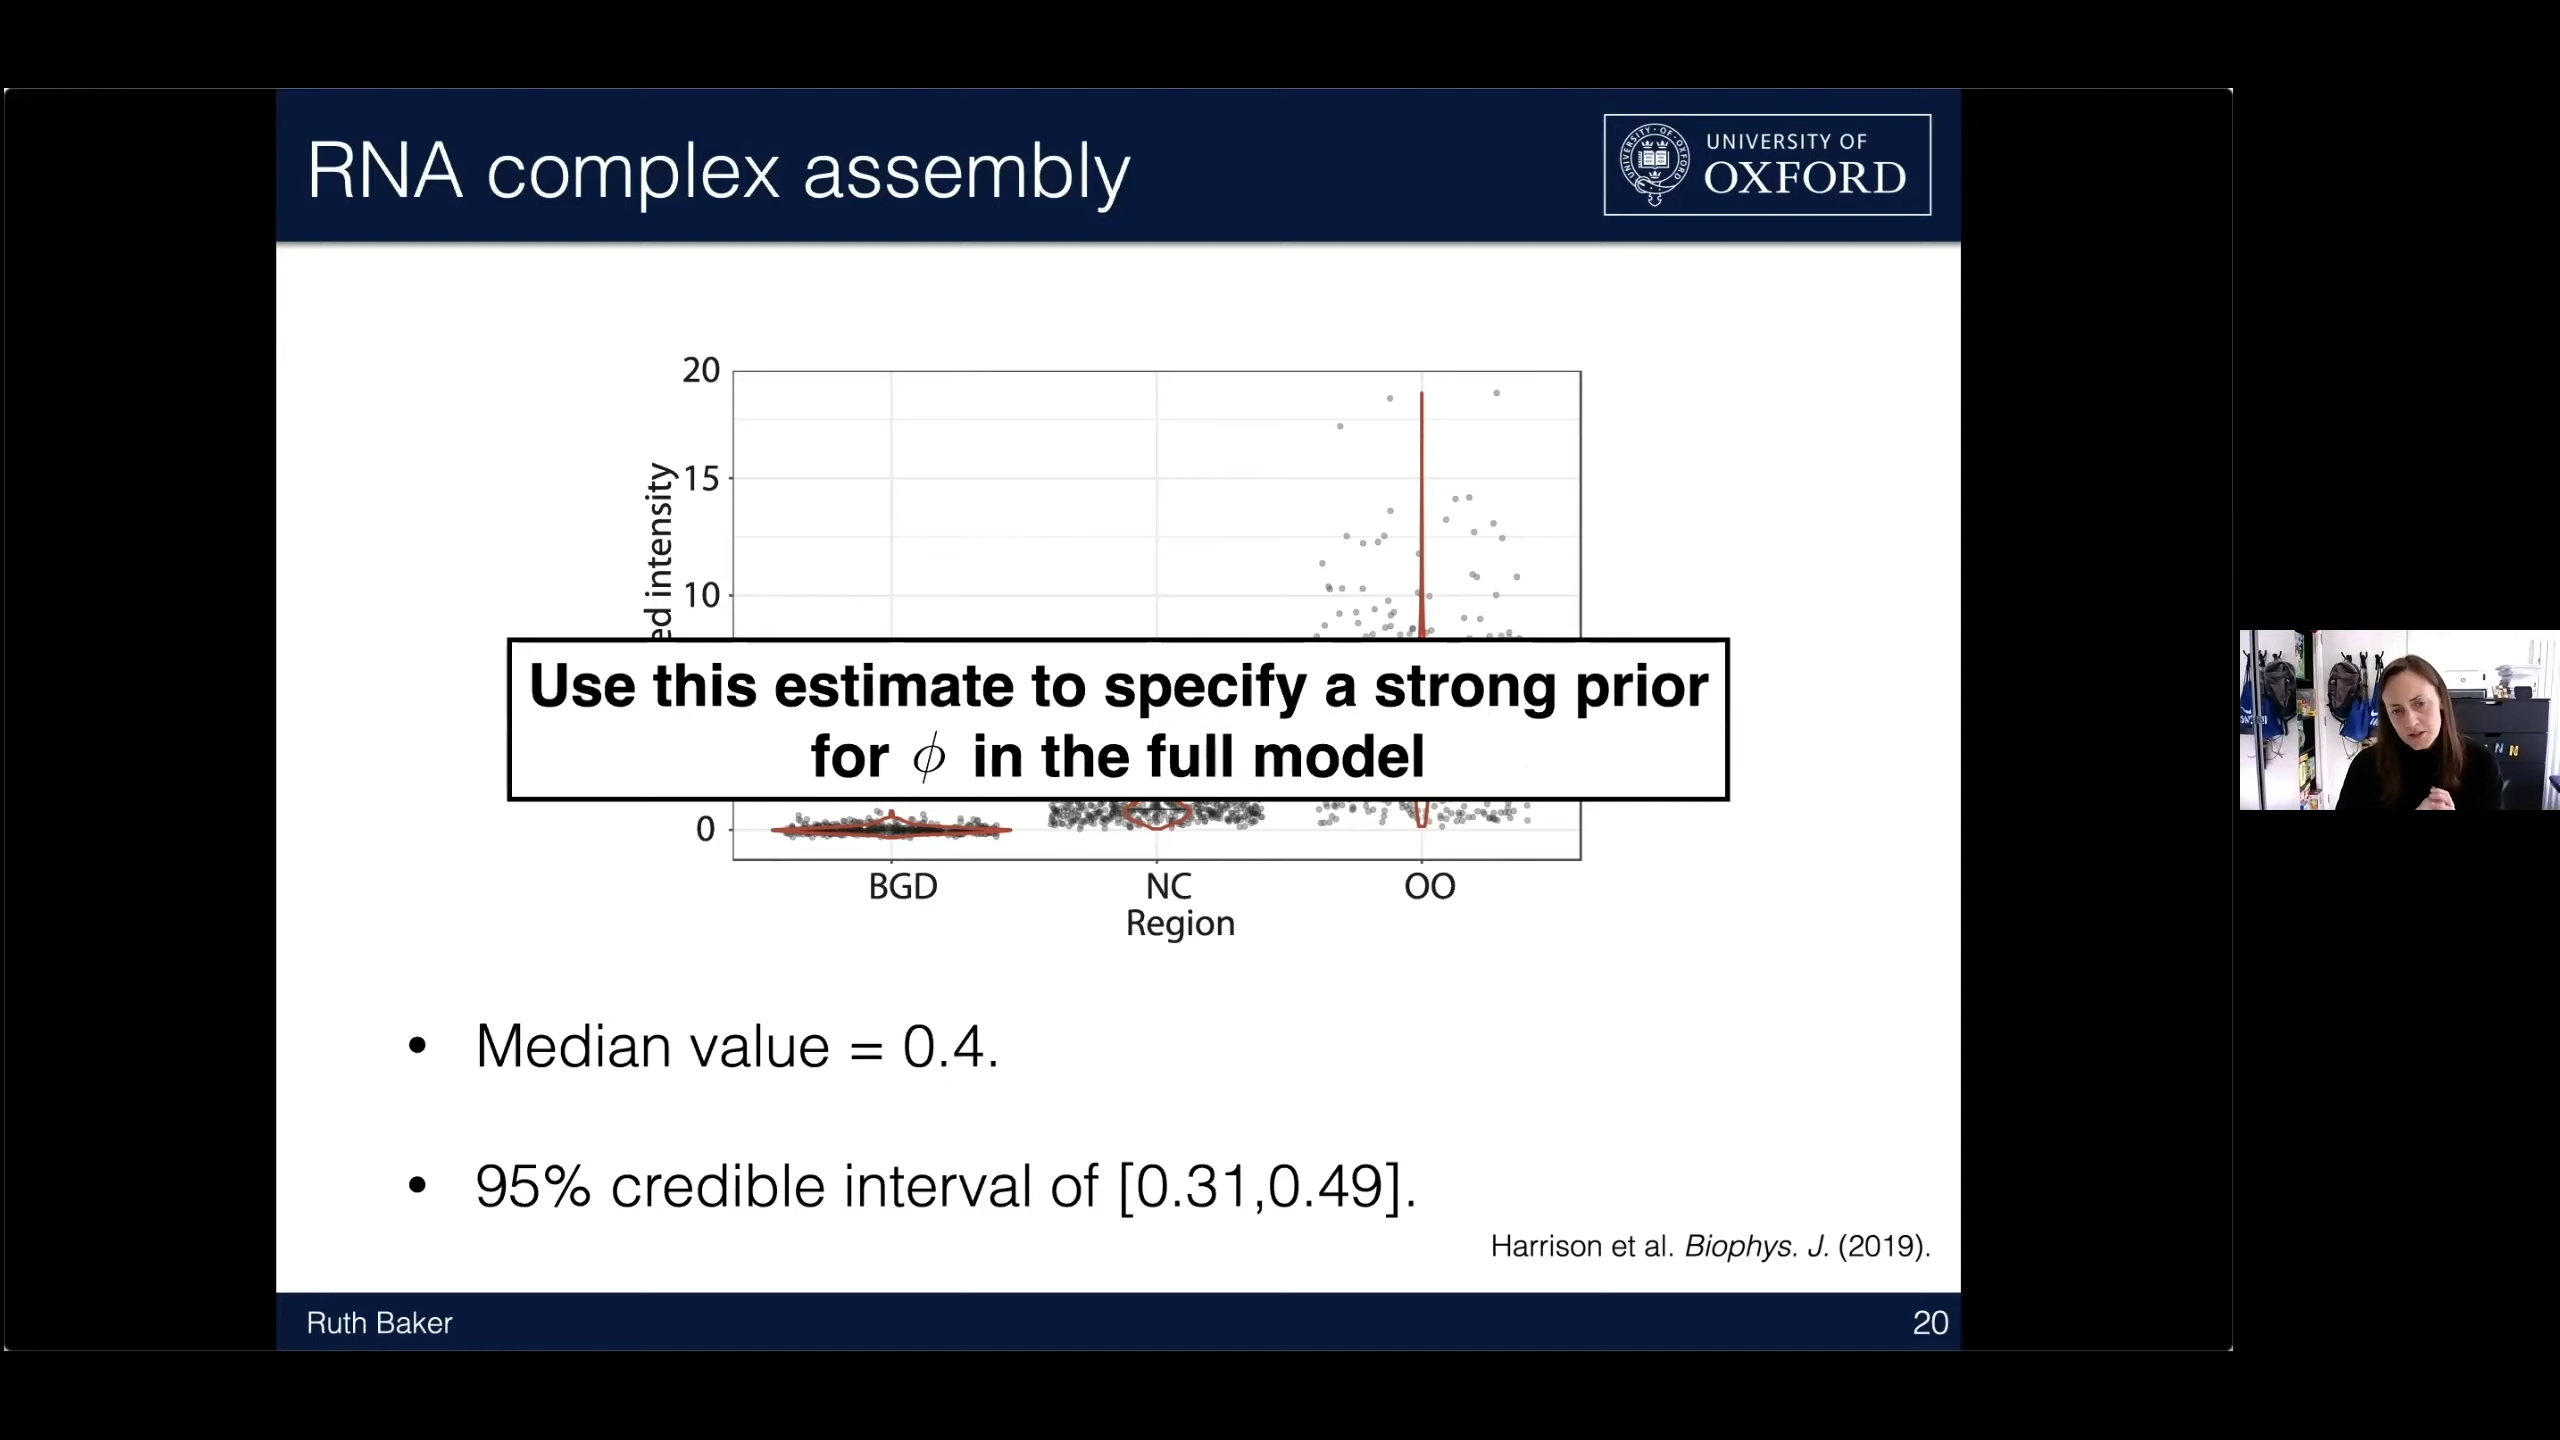 RNA complex assembly
UNIVERSITY OF
OXFORD
20
15
10
ed intensity
Use this estimate to specify a strong prior
for ϕ in the full model
0
BGD
NC
OO
Region
• Median value = 0.4.
• 95% credible interval of [0.31,0.49].
Harrison et al. Biophys. J. (2019).
Ruth Baker
20